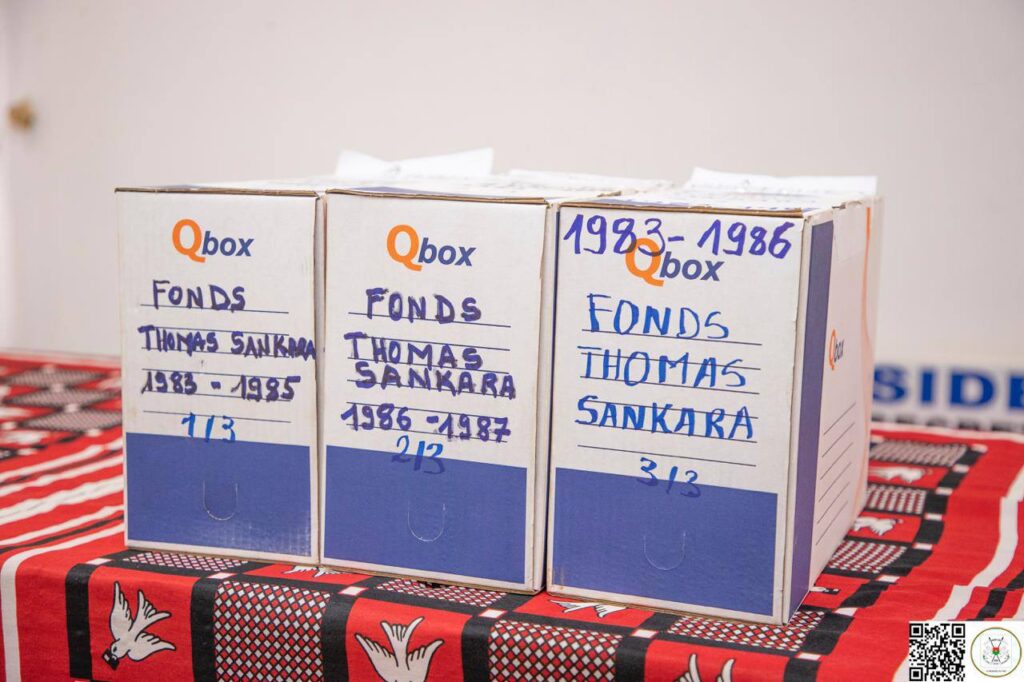 Qbox
FONDS
THOMAS SANKARA
1983 - 1985
1/3
Qbox
FONDS
THOMAS
SANKARA
1986 - 1987
2/3
1983 - 1986
Qbox
FONDS
THOMAS
SANKARA
3/3
Qbox
SIDE